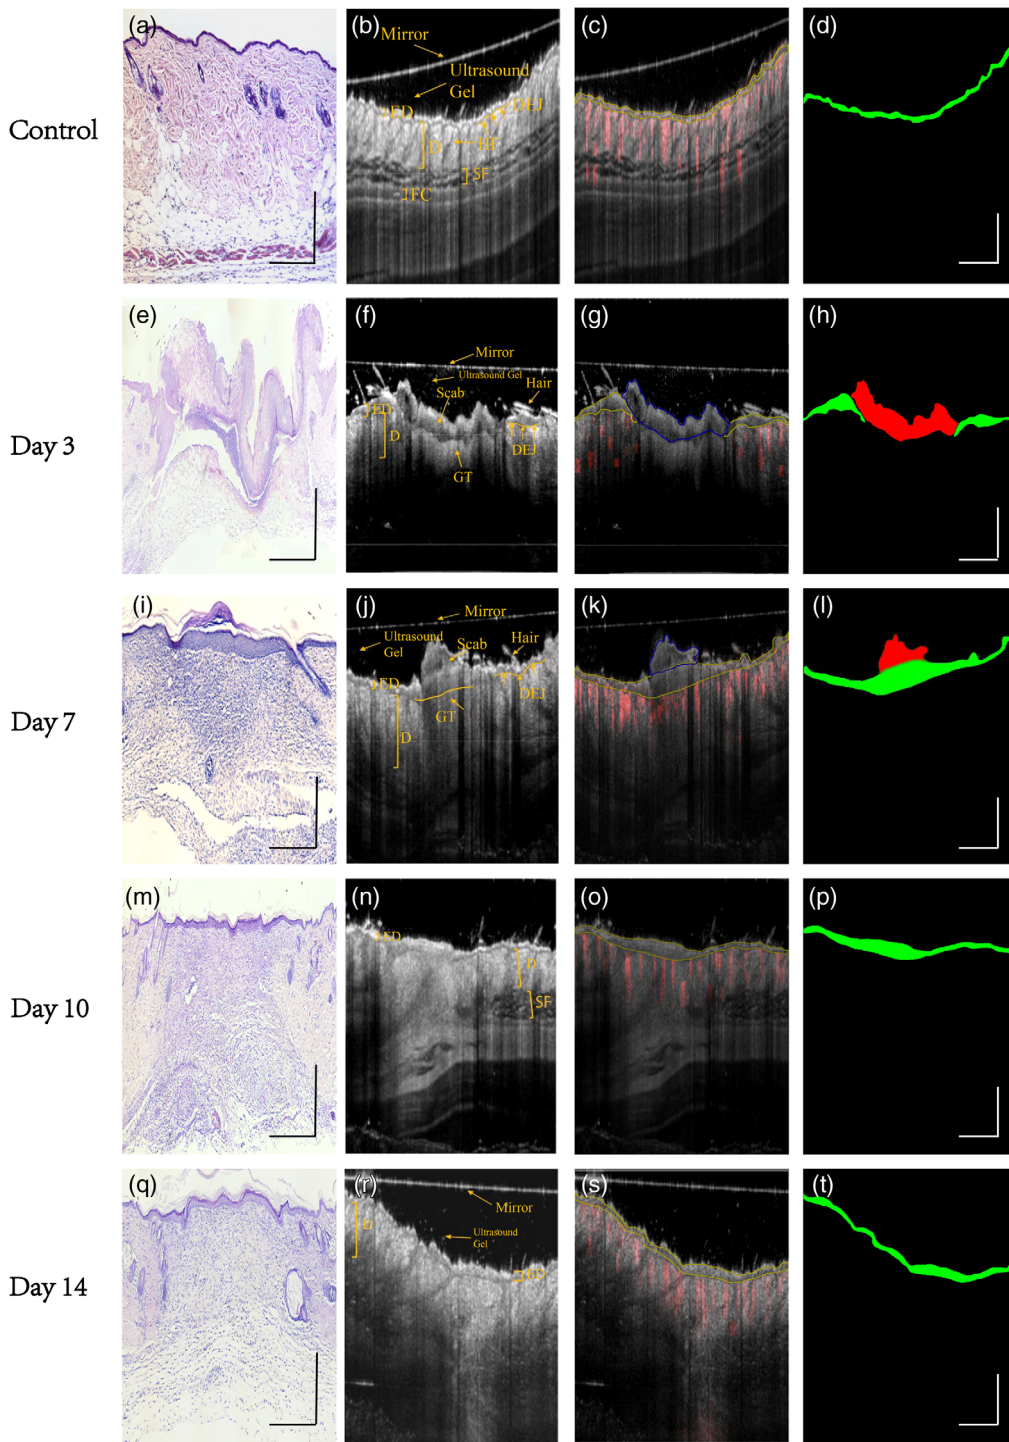 (a)
(b)
Mirror
Ultrasound
Gel
ED
DEJ
D
HF
SF
FC
(c)
(d)
Control
(e)
(f)
Mirror
Ultrasound Gel
Scab
Hair
ED
D
DEJ
GT
(g)
(h)
Day 3
(i)
(j)
Mirror
Ultrasound
Gel
Scab
Hair
ED
DEJ
GT
D
(k)
(l)
Day 7
(m)
(n)
ED
D
SF
(o)
(p)
Day 10
(q)
(r)
Mirror
D
Ultrasound
Gel
ED
(s)
(t)
Day 14